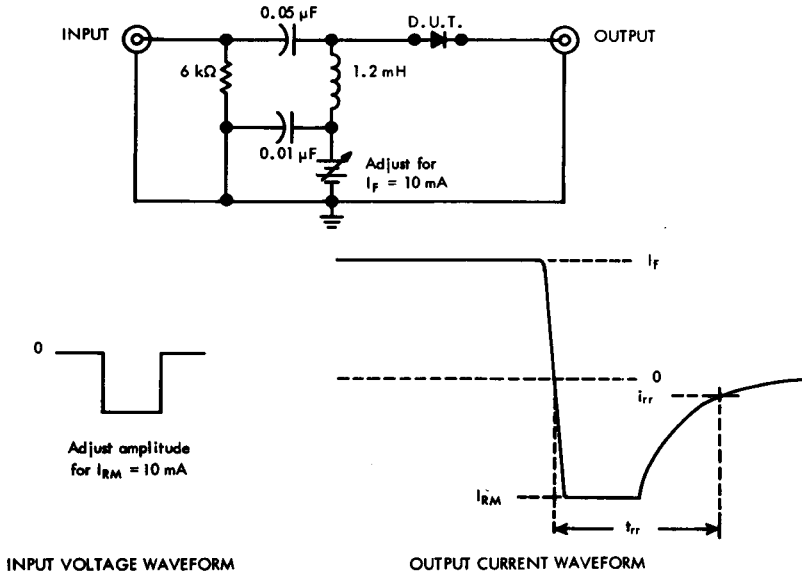 0.05 µF
D.U.T.
INPUT
OUTPUT
6 kΩ
1.2 mH
0.01 µF
Adjust for
I_F = 10 mA
I_F
0
0
i_rr
Adjust amplitude
for I_RM = 10 mA
I_RM
t_rr
INPUT VOLTAGE WAVEFORM
OUTPUT CURRENT WAVEFORM